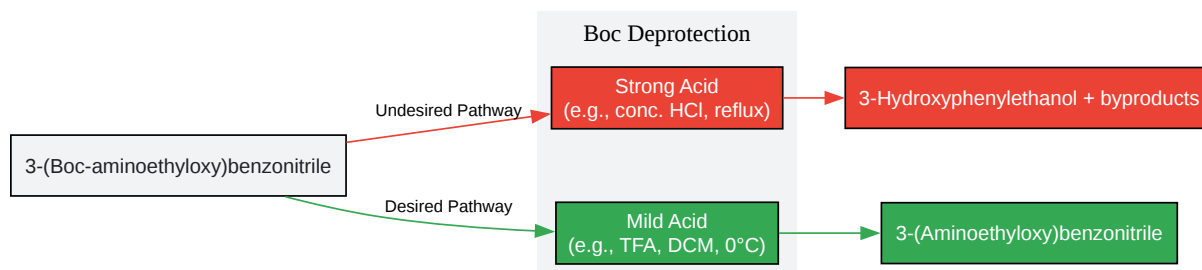 Boc Deprotection
Strong Acid
(e.g., conc. HCl, reflux)
3-Hydroxyphenylethanol + byproducts
Undesired Pathway
3-(Boc-aminoethyloxy)benzonitrile
Desired Pathway
Mild Acid
(e.g., TFA, DCM, 0°C)
3-(Aminoethyloxy)benzonitrile